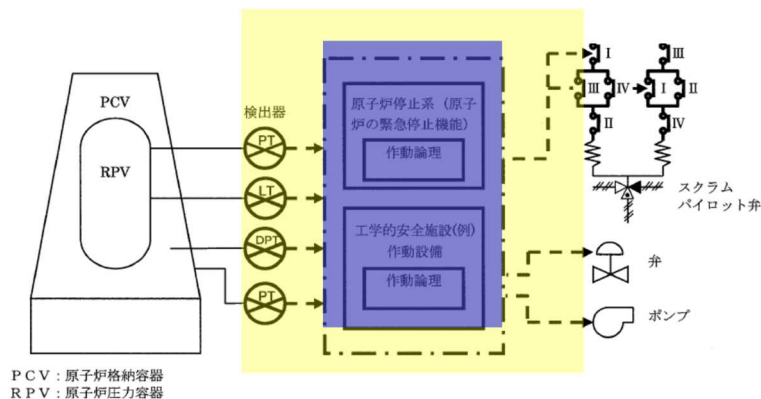 PCV
RPV
検出器
PT
LT
DPT
PT
原子炉停止系（原子
炉の緊急停止機能）
作動論理
工学的安全施設(例)
作動設備
作動論理
I
III
III
IV
I
II
II
IV
スクラム
パイロット弁
弁
ポンプ
PCV：原子炉格納容器
RPV：原子炉圧力容器